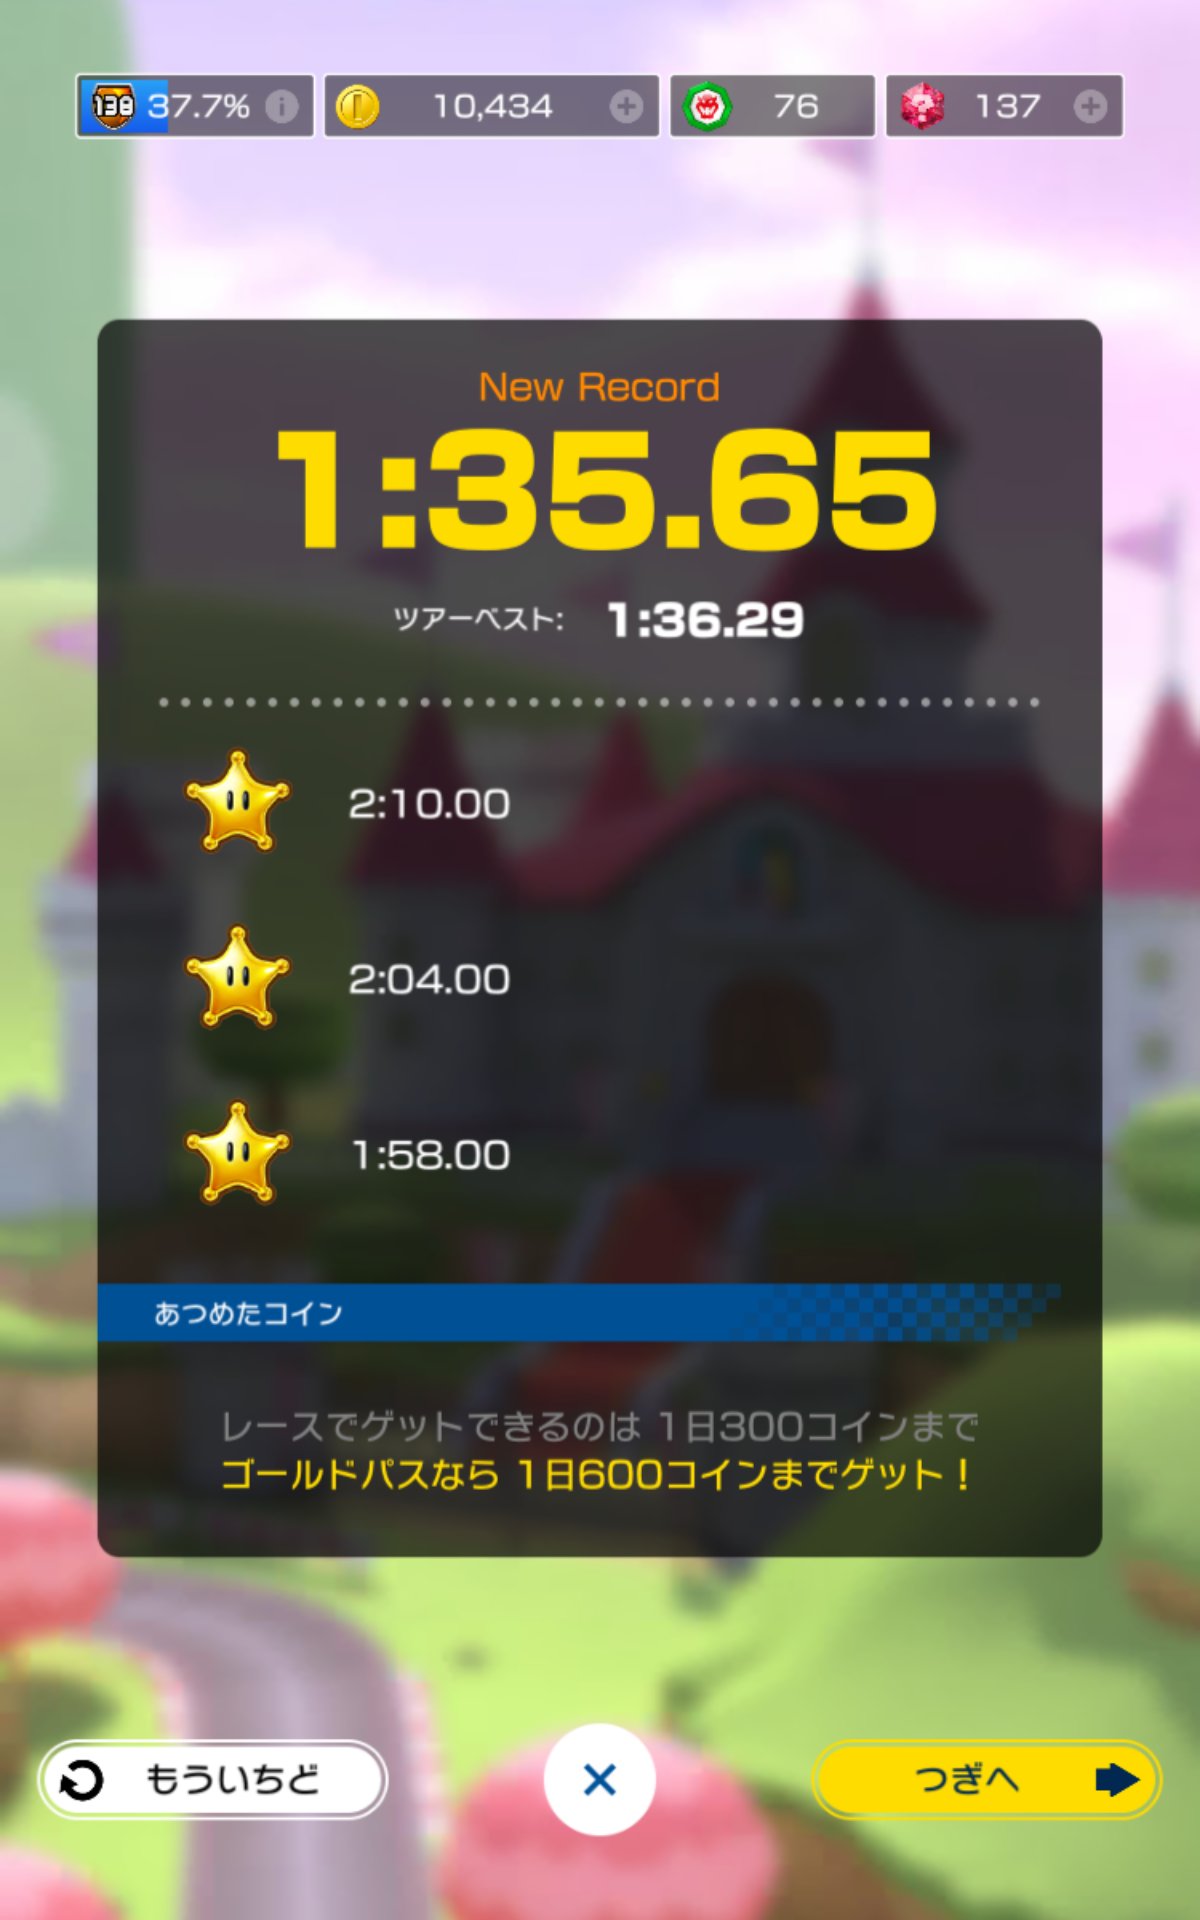 138 37.7% i 10,434 + 76 137 +
New Record
1:35.65
ツアーベスト: 1:36.29
2:10.00
2:04.00
1:58.00
あつめたコイン
レースでゲットできるのは 1日300コインまで
ゴールドパスなら 1日600コインまでゲット！
もういちど × つぎへ